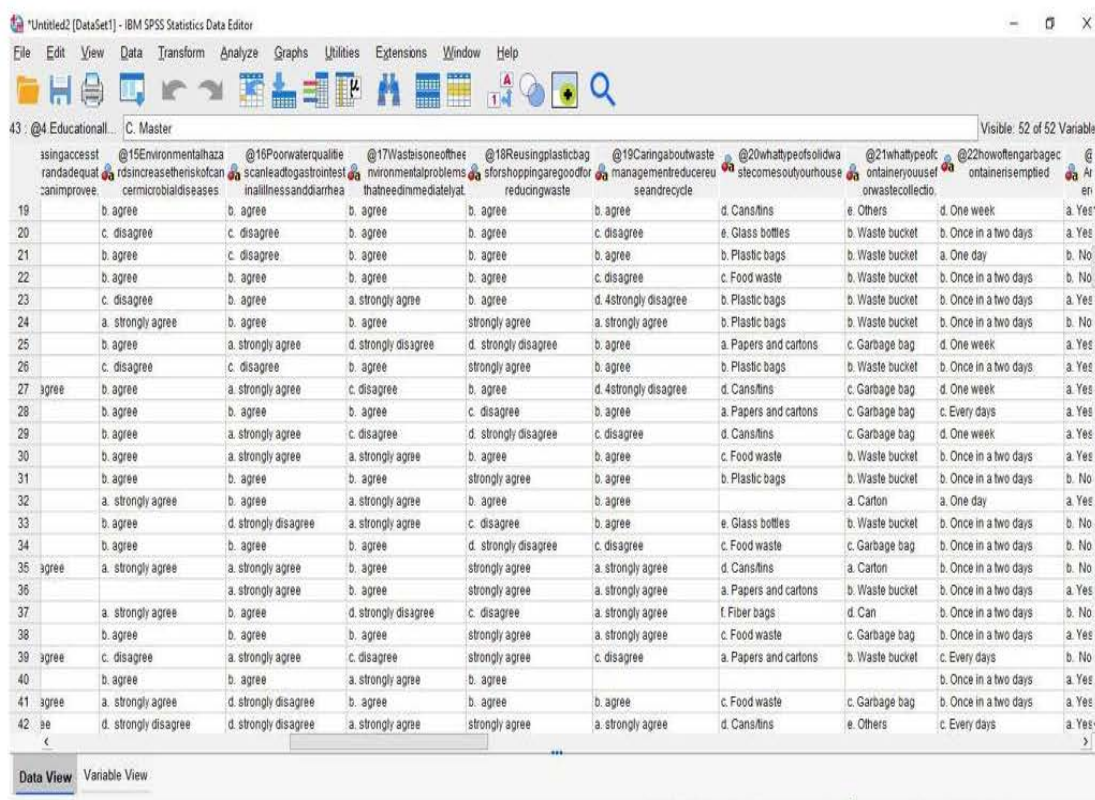 *Untitled2 [DataSet1] - IBM SPSS Statistics Data Editor
File Edit View Data Transform Analyze Graphs Utilities Extensions Window Help
43 : @4.Educationall... C. Master Visible: 52 of 52 Variable
asingaccesst @15Environmentalhaza @16Poorwaterqualitie @17Wasteisoneofthee @18Reusingplasticbag @19Caringaboutwaste @20whattypeofsolidwa @21whattypeofc @22howoftengarbagec @
randadequat rdsincreasetheriskofcan scanleadtogastrointest nvironmentalproblems sforshoppingaregoodfor managementreducereu stecomesoutyourhouse ontaineryouusef ontainerisemptied Ar
canimprovee. cermicrobialdiseases inalillnessanddiarrhea thatneedimmediatelyat. reducingwaste seandrecycle orwastecollectio. en
19 b. agree b. agree b. agree b. agree b. agree d. Cans/tins e. Others d. One week a. Yes
20 c. disagree c. disagree b. agree b. agree c. disagree e. Glass bottles b. Waste bucket b. Once in a two days a. Yes
21 b. agree c. disagree b. agree b. agree b. agree b. Plastic bags b. Waste bucket a. One day b. No
22 b. agree b. agree b. agree b. agree c. disagree c. Food waste b. Waste bucket b. Once in a two days b. No
23 c. disagree b. agree a. strongly agree b. agree d. 4strongly disagree b. Plastic bags b. Waste bucket b. Once in a two days a. Yes
24 a. strongly agree b. agree b. agree strongly agree a. strongly agree b. Plastic bags b. Waste bucket b. Once in a two days b. No
25 b. agree a. strongly agree d. strongly disagree d. strongly disagree b. agree a. Papers and cartons c. Garbage bag d. One week a. Yes
26 c. disagree c. disagree b. agree strongly agree b. agree b. Plastic bags b. Waste bucket b. Once in a two days a. Yes
27 agree b. agree a. strongly agree c. disagree b. agree d. 4strongly disagree d. Cans/tins c. Garbage bag d. One week a. Yes
28 b. agree b. agree b. agree c. disagree b. agree a. Papers and cartons c. Garbage bag c. Every days a. Yes
29 b. agree a. strongly agree c. disagree d. strongly disagree c. disagree d. Cans/tins c. Garbage bag d. One week a. Yes
30 b. agree a. strongly agree a. strongly agree b. agree b. agree c. Food waste b. Waste bucket b. Once in a two days a. Yes
31 b. agree b. agree b. agree strongly agree b. agree b. Plastic bags b. Waste bucket b. Once in a two days b. No
32 a. strongly agree b. agree a. strongly agree b. agree b. agree a. Carton a. One day a. Yes
33 b. agree d. strongly disagree a. strongly agree c. disagree b. agree e. Glass bottles b. Waste bucket b. Once in a two days b. No
34 b. agree b. agree b. agree d. strongly disagree c. disagree c. Food waste c. Garbage bag b. Once in a two days b. No
35 agree a. strongly agree a. strongly agree b. agree strongly agree a. strongly agree d. Cans/tins a. Carton b. Once in a two days b. No
36 a. strongly agree b. agree strongly agree a. strongly agree a. Papers and cartons b. Waste bucket b. Once in a two days a. Yes
37 a. strongly agree b. agree d. strongly disagree c. disagree a. strongly agree f. Fiber bags d. Can b. Once in a two days b. No
38 b. agree b. agree b. agree strongly agree a. strongly agree c. Food waste c. Garbage bag b. Once in a two days a. Yes
39 agree c. disagree a. strongly agree c. disagree strongly agree c. disagree a. Papers and cartons b. Waste bucket c. Every days b. No
40 b. agree b. agree a. strongly agree b. agree b. Once in a two days a. Yes
41 agree a. strongly agree d. strongly disagree b. agree b. agree b. agree c. Food waste c. Garbage bag b. Once in a two days a. Yes
42 ee d. strongly disagree d. strongly disagree a. strongly agree strongly agree a. strongly agree d. Cans/tins e. Others c. Every days a. Yes
Data View Variable View